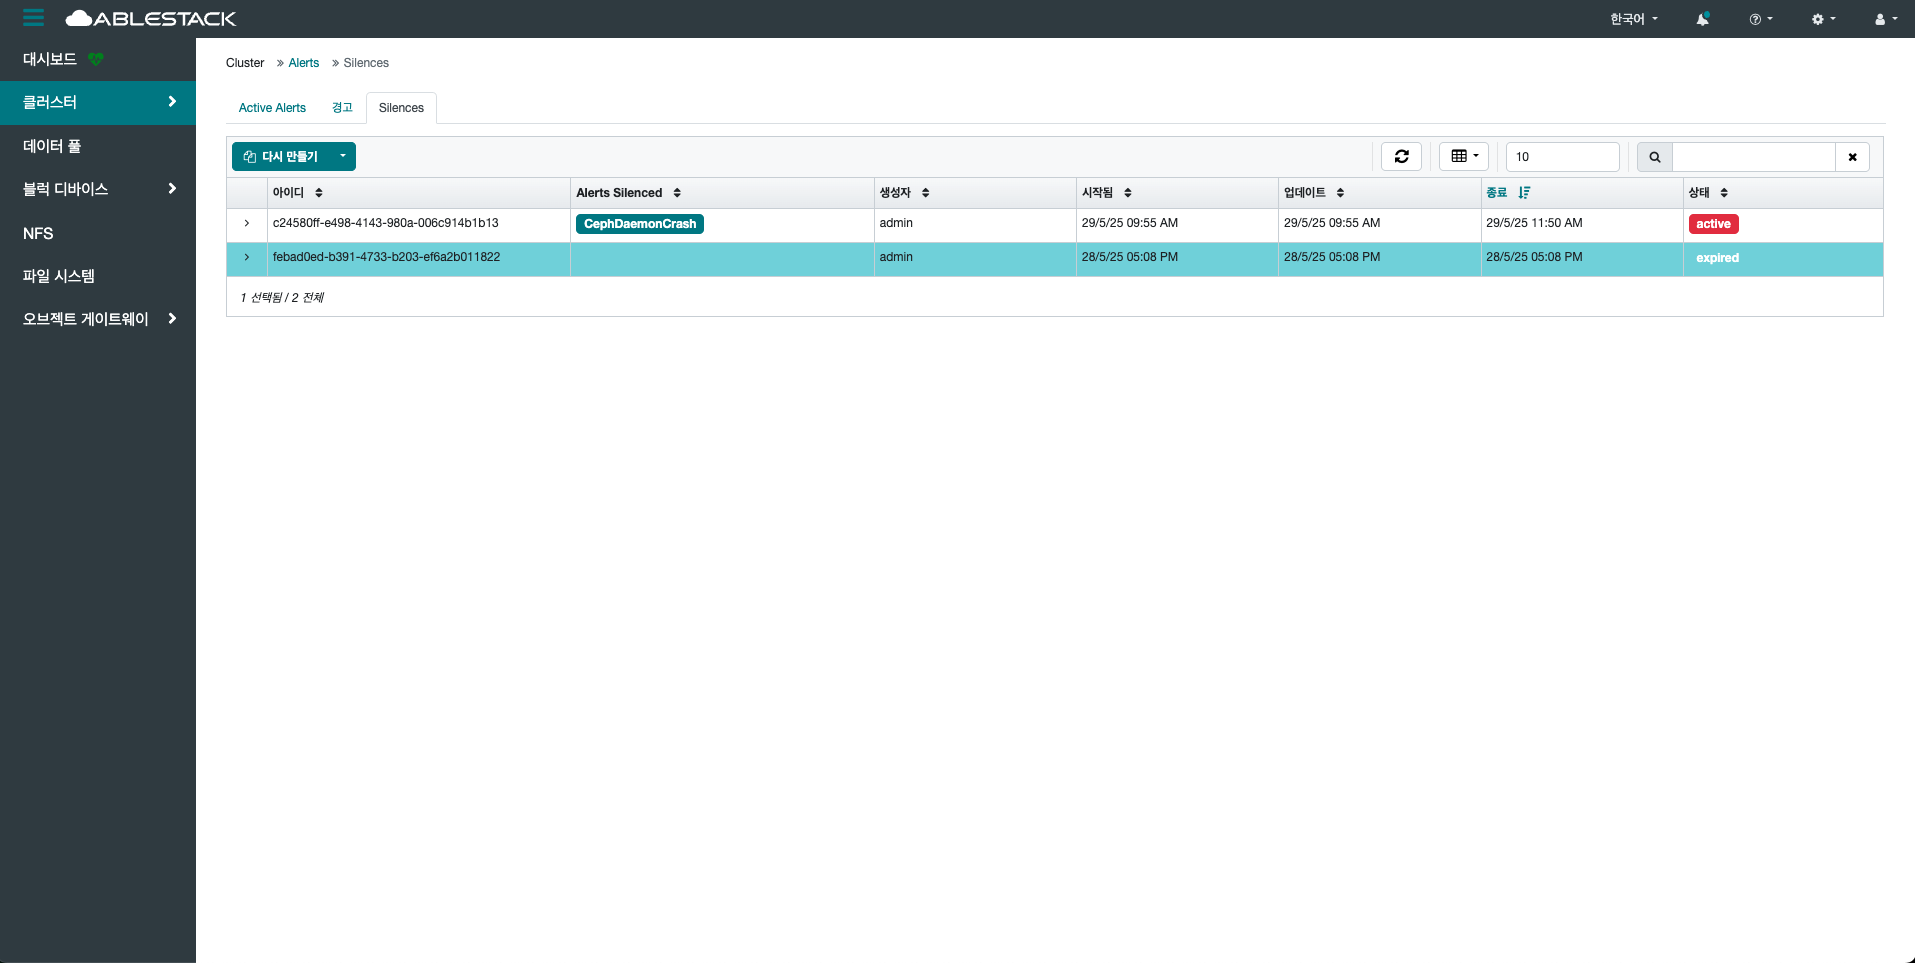 ABLESTACK
한국어
대시보드
클러스터
데이터 풀
블럭 디바이스
NFS
파일 시스템
오브젝트 게이트웨이
Cluster » Alerts » Silences
Active Alerts 경고 Silences
다시 만들기 10
아이디 Alerts Silenced 생성자 시작됨 업데이트 종료 상태
c24580ff-e498-4143-980a-006c914b1b13 CephDaemonCrash admin 29/5/25 09:55 AM 29/5/25 09:55 AM 29/5/25 11:50 AM active
febad0ed-b391-4733-b203-ef6a2b011822 admin 28/5/25 05:08 PM 28/5/25 05:08 PM 28/5/25 05:08 PM expired
1 선택됨 / 2 전체